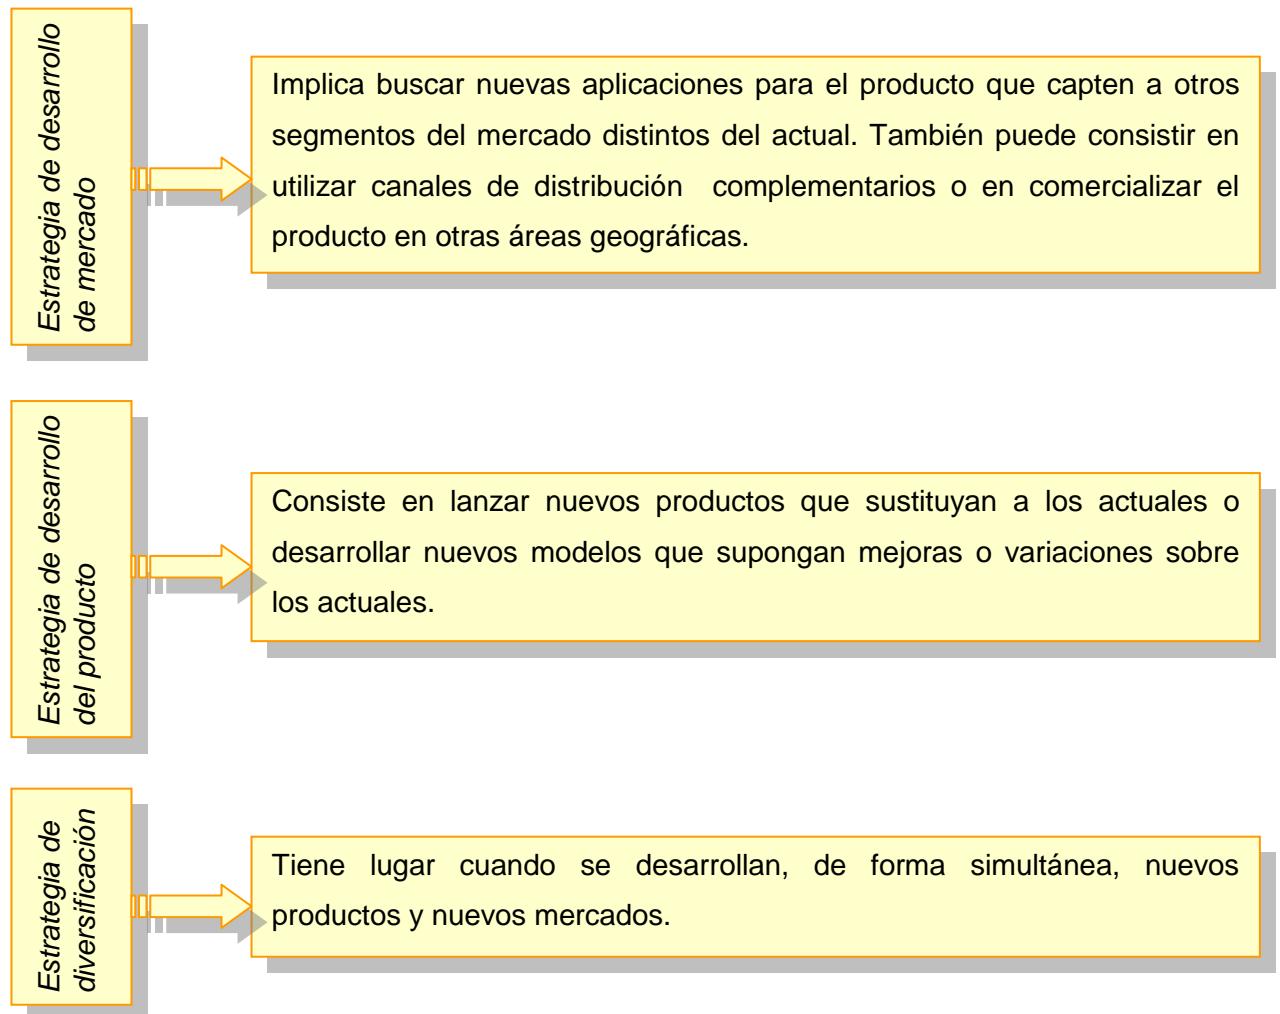 Estrategia de desarrollo
de mercado
Implica buscar nuevas aplicaciones para el producto que capten a otros
segmentos del mercado distintos del actual. También puede consistir en
utilizar canales de distribución complementarios o en comercializar el
producto en otras áreas geográficas.
Estrategia de desarrollo
del producto
Consiste en lanzar nuevos productos que sustituyan a los actuales o
desarrollar nuevos modelos que supongan mejoras o variaciones sobre
los actuales.
Estrategia de
diversificación
Tiene lugar cuando se desarrollan, de forma simultánea, nuevos
productos y nuevos mercados.